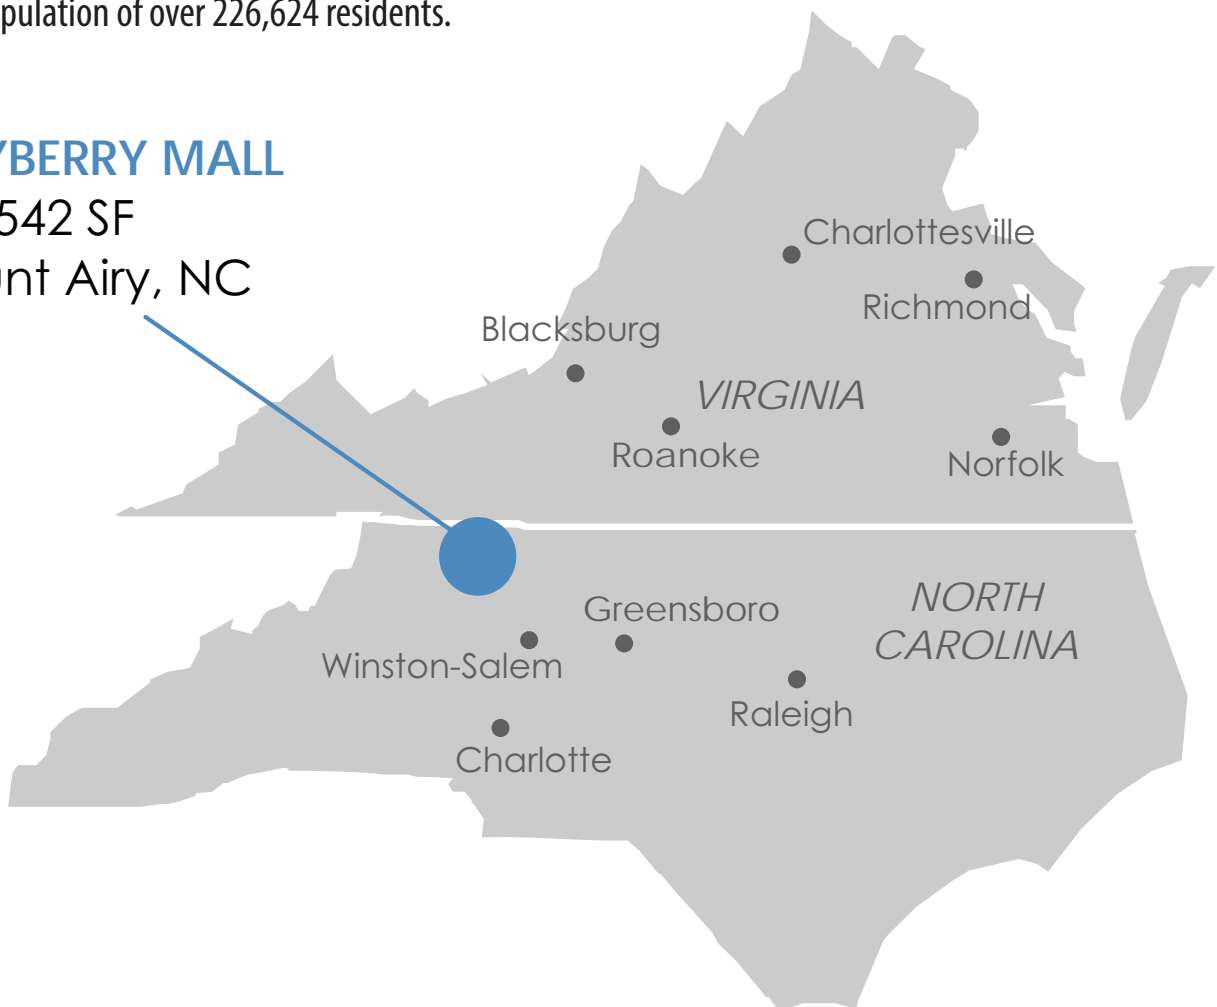 pulation of over 226,624 residents.
YBERRY MALL
542 SF
unt Airy, NC
Charlottesville
Richmond
Blacksburg
VIRGINIA
Roanoke
Norfolk
NORTH
CAROLINA
Greensboro
Winston-Salem
Raleigh
Charlotte